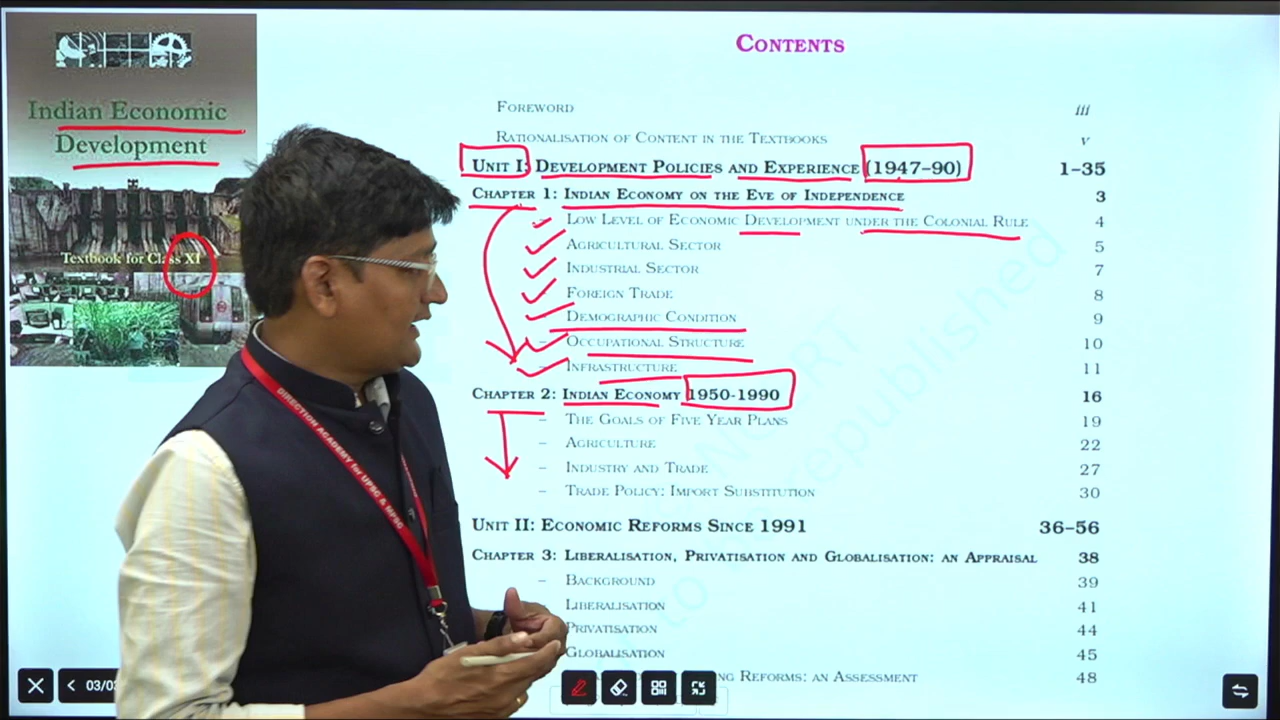 Indian Economic
Development
Textbook for Class XI
CONTENTS
FOREWORD iii
RATIONALISATION OF CONTENT IN THE TEXTBOOKS v
UNIT I: DEVELOPMENT POLICIES AND EXPERIENCE (1947–90) 1–35
CHAPTER 1: INDIAN ECONOMY ON THE EVE OF INDEPENDENCE 3
– LOW LEVEL OF ECONOMIC DEVELOPMENT UNDER THE COLONIAL RULE 4
AGRICULTURAL SECTOR 5
INDUSTRIAL SECTOR 7
FOREIGN TRADE 8
DEMOGRAPHIC CONDITION 9
– OCCUPATIONAL STRUCTURE 10
– INFRASTRUCTURE 11
CHAPTER 2: INDIAN ECONOMY 1950-1990 16
– THE GOALS OF FIVE YEAR PLANS 19
– AGRICULTURE 22
– INDUSTRY AND TRADE 27
– TRADE POLICY: IMPORT SUBSTITUTION 30
UNIT II: ECONOMIC REFORMS SINCE 1991 36–56
CHAPTER 3: LIBERALISATION, PRIVATISATION AND GLOBALISATION: AN APPRAISAL 38
– BACKGROUND 39
LIBERALISATION 41
PRIVATISATION 44
GLOBALISATION 45
REFORMS: AN ASSESSMENT 48
DIRECTION ACADEMY for UPSC & MPSC
republished